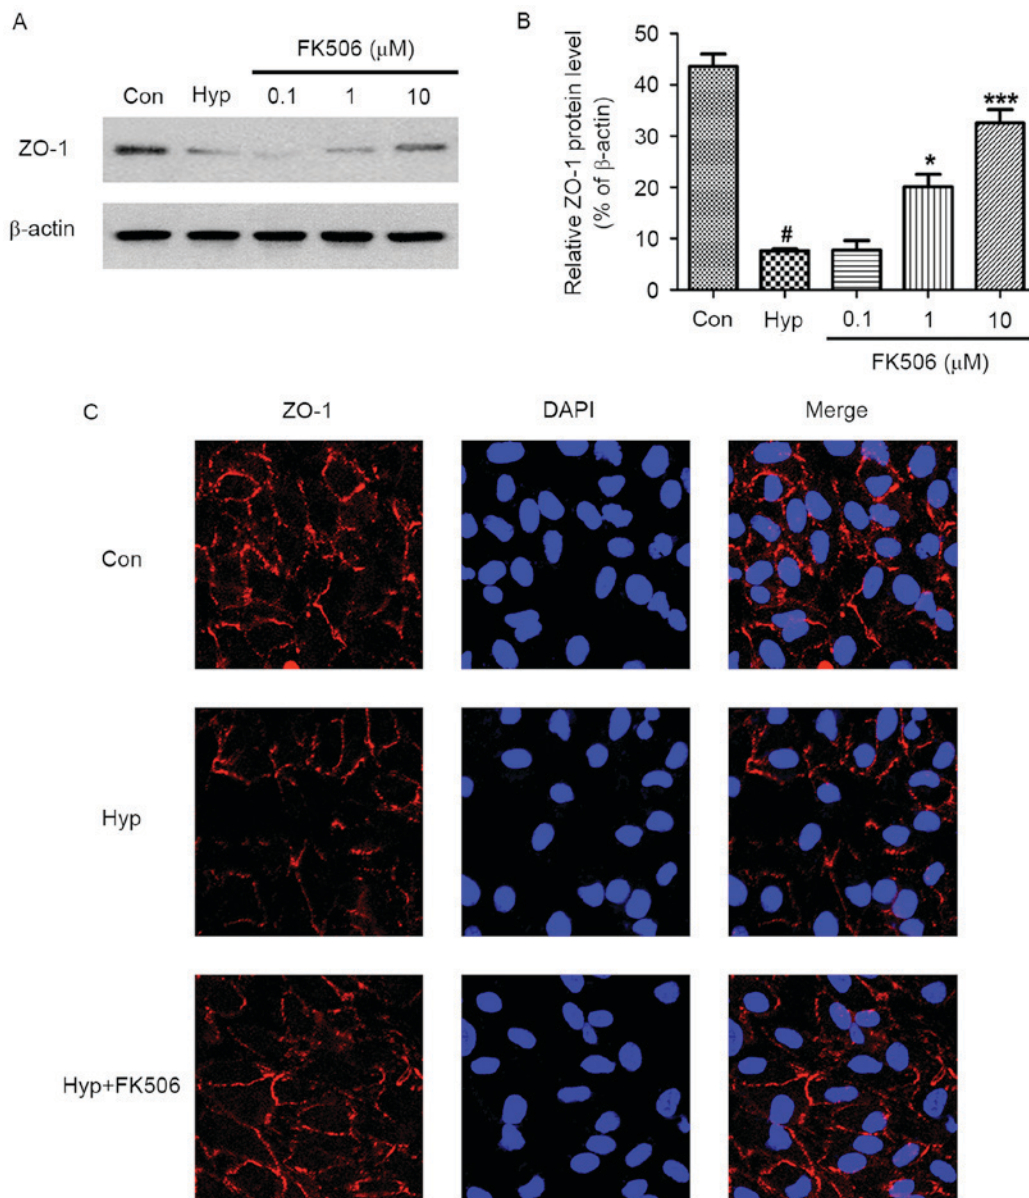 A
FK506 (μM)
Con Hyp 0.1 1 10
ZO-1
β-actin
B
Relative ZO-1 protein level
(% of β-actin)
50
40
30
20
10
0
#
*
***
Con Hyp 0.1 1 10
FK506 (μM)
C
ZO-1 DAPI Merge
Con
Hyp
Hyp+FK506